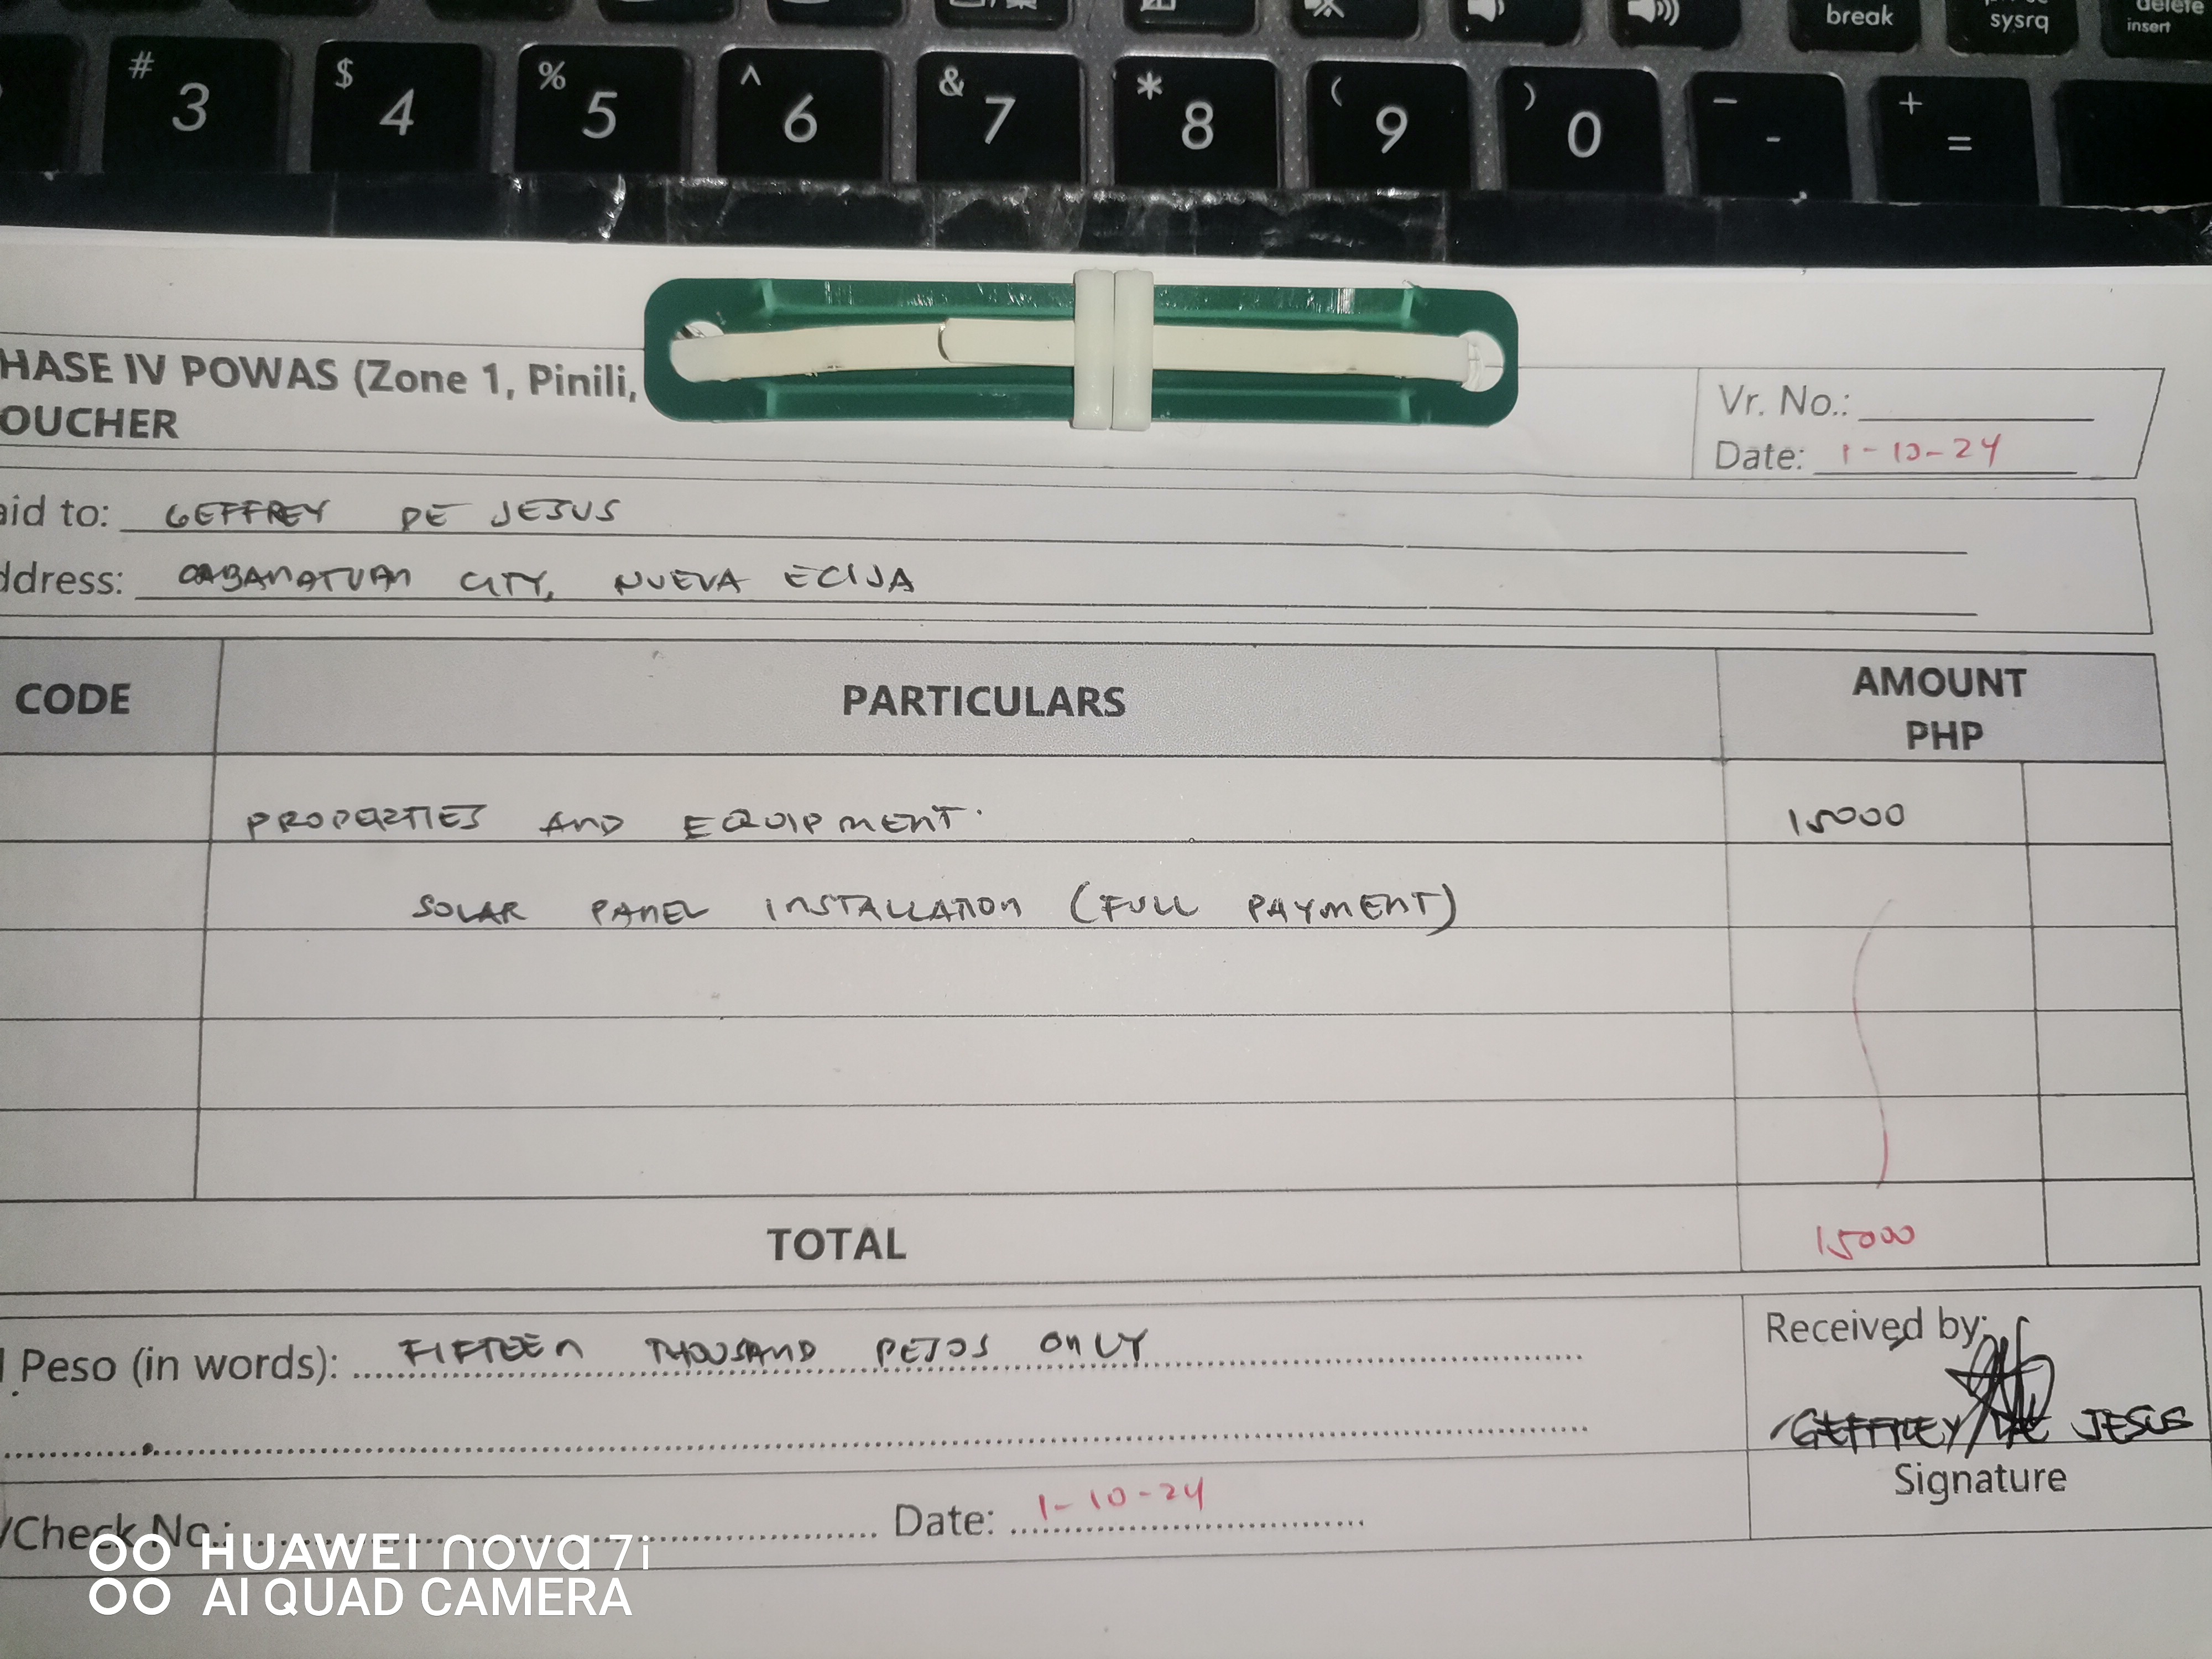 delete
break
sysrq
insert
# 3 $ 4 % 5 ^ 6 & 7 * 8 ( 9 ) 0 _ - + =
HASE IV POWAS (Zone 1, Pinili,
OUCHER
Vr. No.:
Date: 1-10-24
aid to: GEFFREY DE JESUS
ddress: CABANATUAN CITY, NUEVA ECIJA
CODE PARTICULARS AMOUNT
PHP
PROPERTIES AND EQUIPMENT. 15000
SOLAR PANEL INSTALLATION (FULL PAYMENT)
TOTAL 15000
Peso (in words): FIFTEEN THOUSAND PESOS ONLY
Received by:
GEFFREY DE JESUS
Signature
/Check No.: Date: 1-10-24
HUAWEI nova 7i
AI QUAD CAMERA